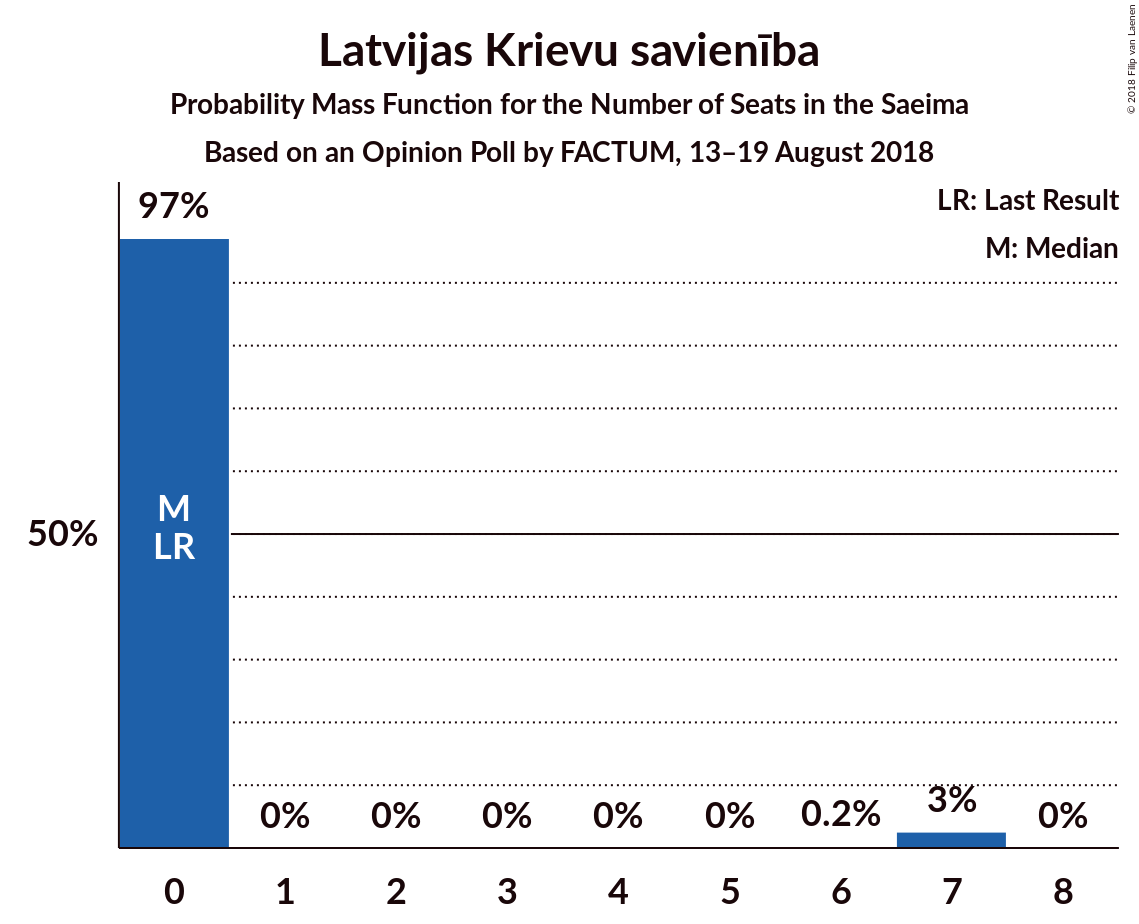 Latvijas Krievu savienība
Probability Mass Function for the Number of Seats in the Saeima
Based on an Opinion Poll by FACTUM, 13–19 August 2018
© 2018 Filip van Laenen
LR: Last Result
M: Median
97%
50%
M
LR
0% 0% 0% 0% 0% 0.2% 3% 0%
0 1 2 3 4 5 6 7 8